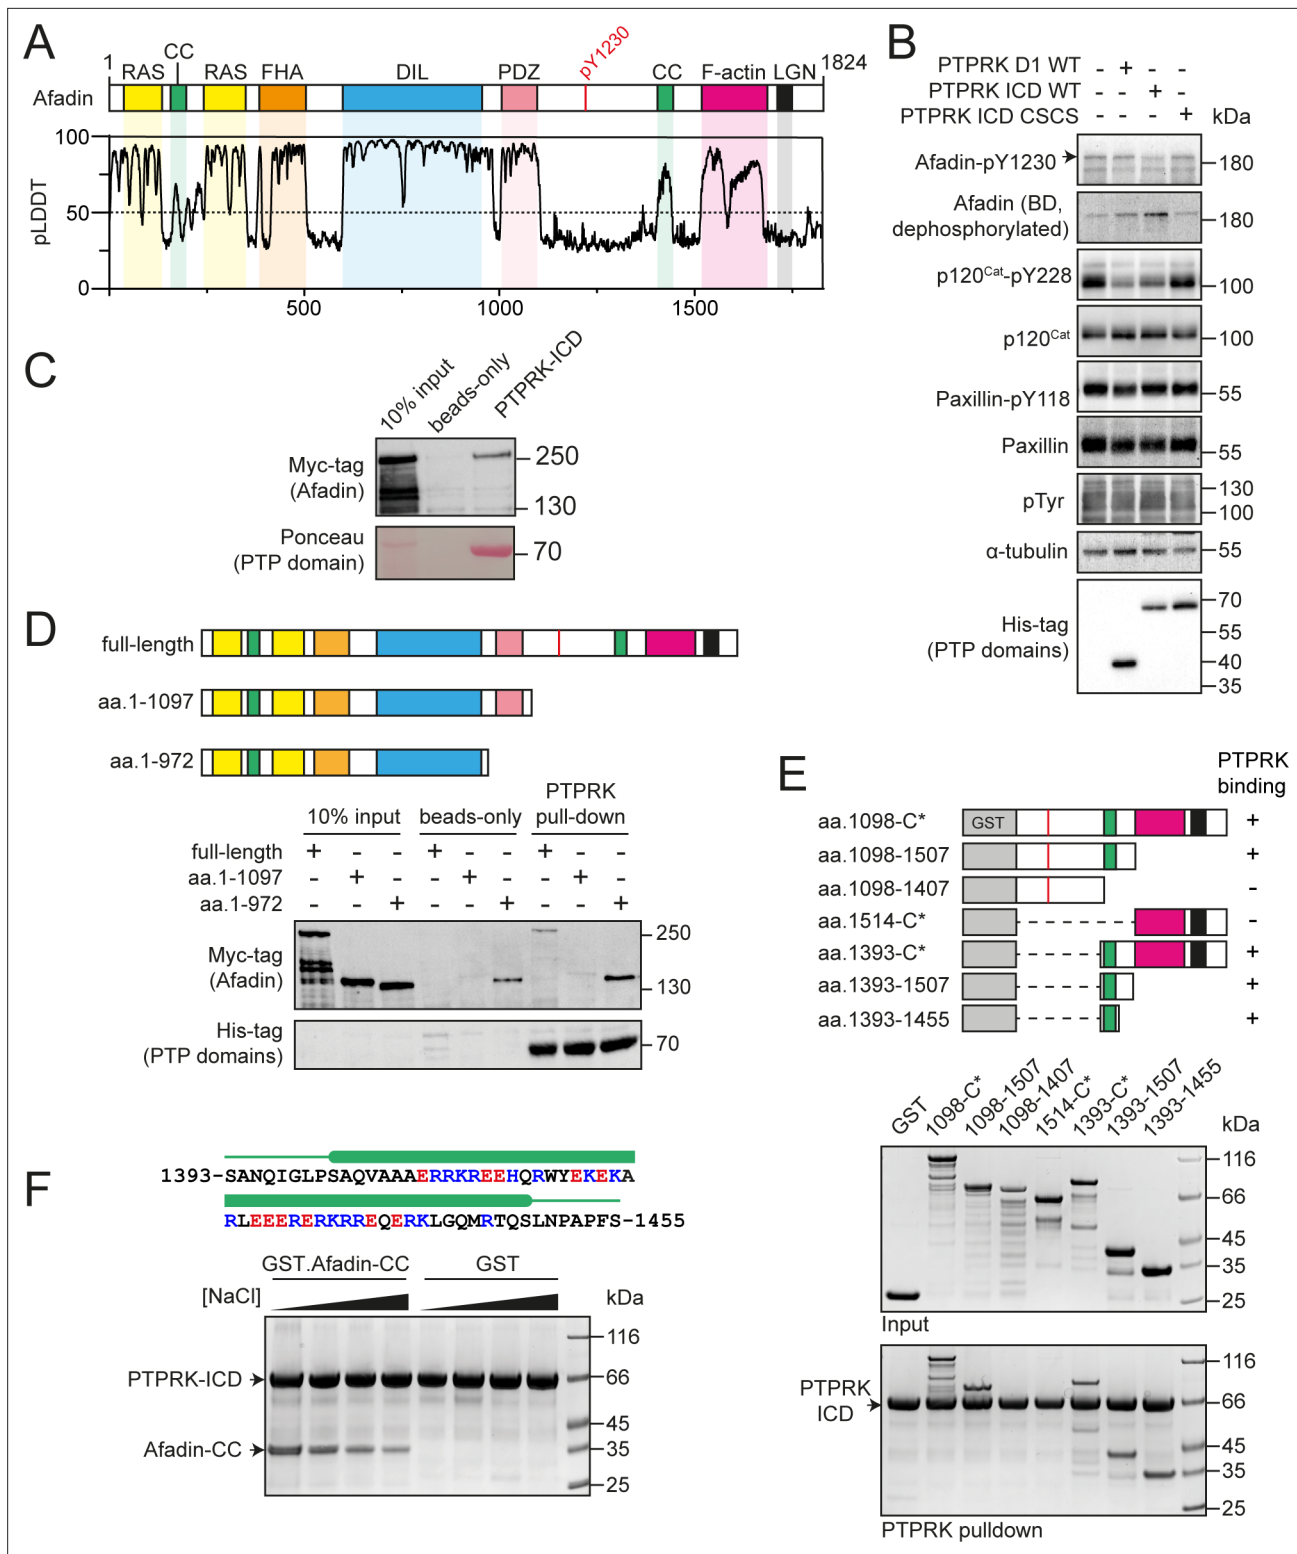 A
1
CC
RAS
RAS
FHA
DIL
PDZ
pY1230
CC
F-actin
LGN
1824
Afadin
pLDDT
100
50
0
500
1000
1500
B
PTPRK D1 WT - + - -
PTPRK ICD WT - - + -
PTPRK ICD CSCS - - - +
kDa
Afadin-pY1230
180
Afadin (BD,
dephosphorylated)
180
p120Cat-pY228
100
p120Cat
100
Paxillin-pY118
55
Paxillin
55
pTyr
130
100
α-tubulin
55
His-tag
(PTP domains)
70
55
40
35
C
10% input
beads-only
PTPRK-ICD
Myc-tag
(Afadin)
250
130
Ponceau
(PTP domain)
70
D
full-length
aa.1-1097
aa.1-972
10% input
beads-only
PTPRK
pull-down
full-length + - - + - - + - -
aa.1-1097 - + - - + - - + -
aa.1-972 - - + - - + - - +
Myc-tag
(Afadin)
250
130
His-tag
(PTP domains)
70
E
PTPRK
binding
aa.1098-C* GST +
aa.1098-1507 +
aa.1098-1407 -
aa.1514-C* -
aa.1393-C* +
aa.1393-1507 +
aa.1393-1455 +
GST
1098-C*
1098-1507
1098-1407
1514-C*
1393-C*
1393-1507
1393-1455
kDa
116
66
45
35
25
Input
PTPRK
ICD
116
66
45
35
25
PTPRK pulldown
F
1393-SANQIGLPSAQVAAAERRKREEHQRWYEKEKA
RLEEERERKRREQERKLGQMRTQSLNPAPFS-1455
GST.Afadin-CC
GST
[NaCl]
kDa
PTPRK-ICD
Afadin-CC
116
66
45
35
25